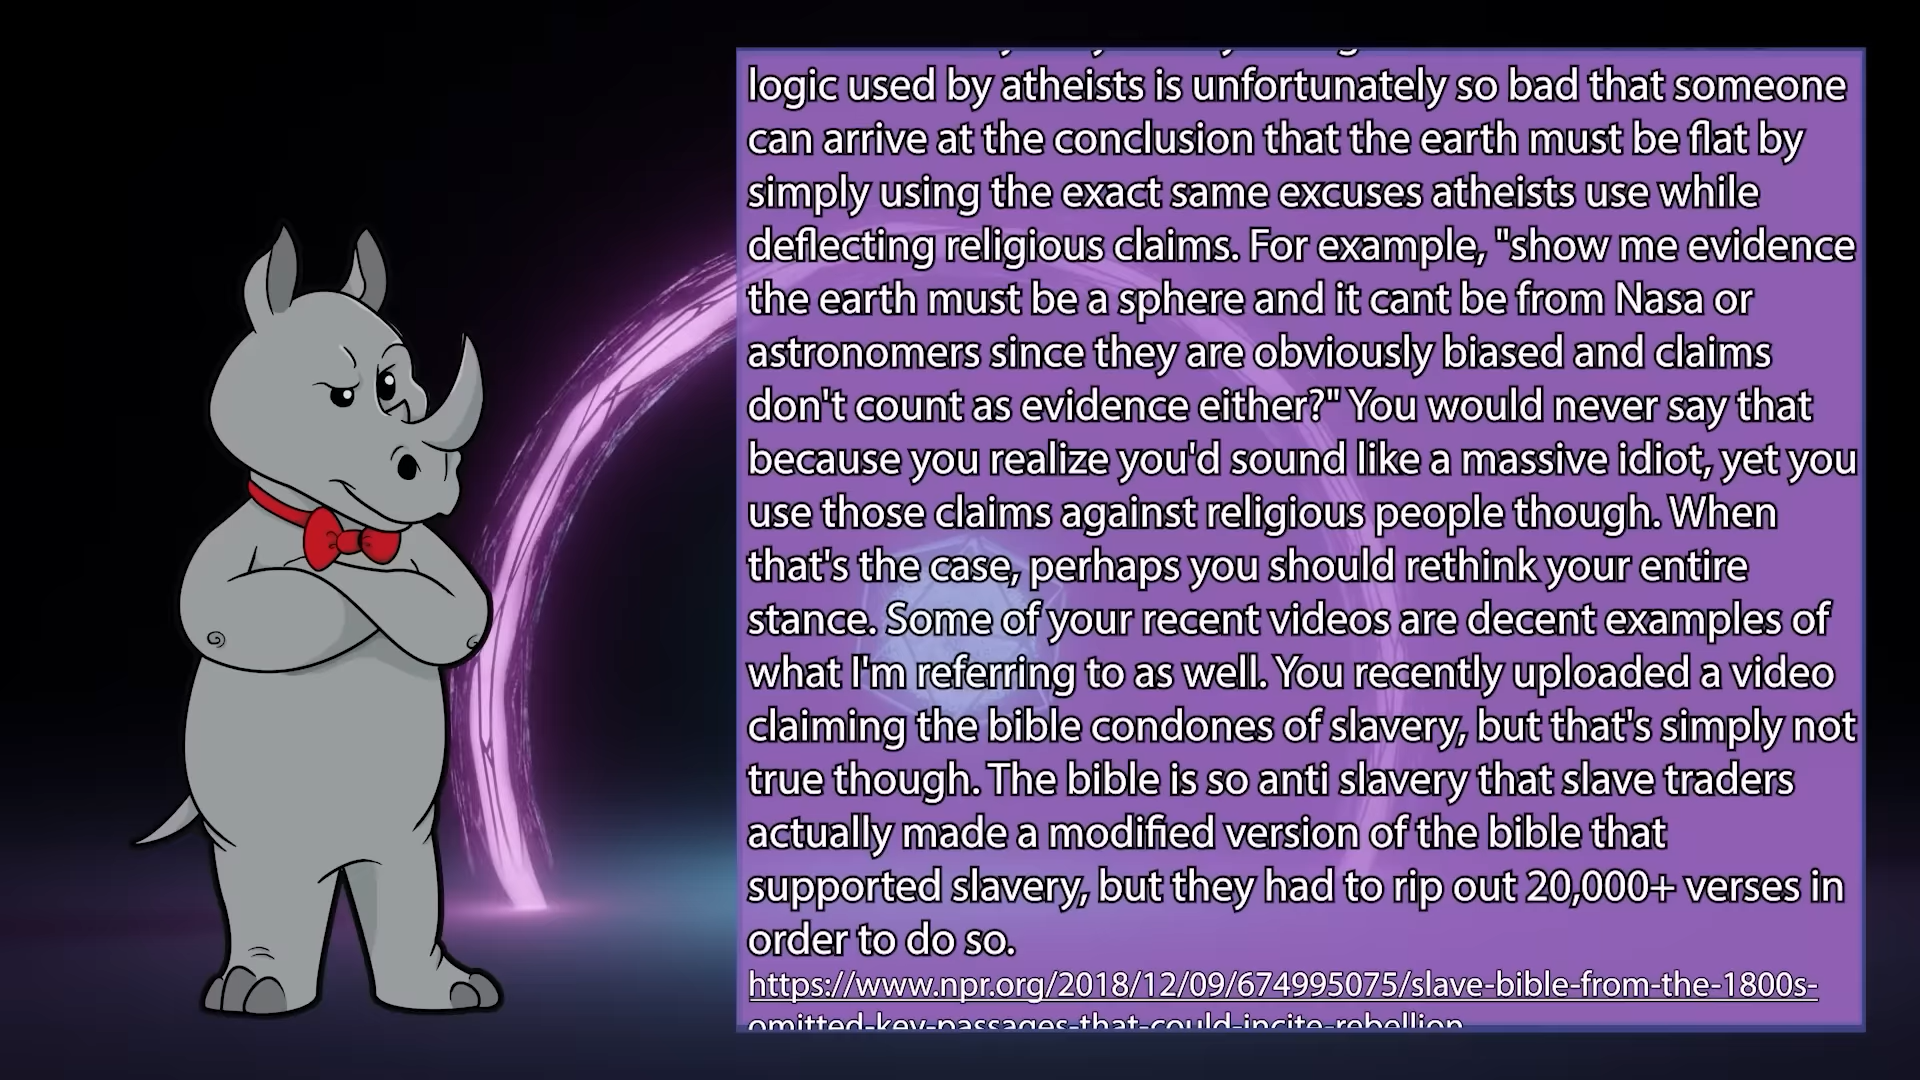 logic used by atheists is unfortunately so bad that someone
can arrive at the conclusion that the earth must be flat by
simply using the exact same excuses atheists use while
deflecting religious claims. For example, "show me evidence
the earth must be a sphere and it cant be from Nasa or
astronomers since they are obviously biased and claims
don't count as evidence either?" You would never say that
because you realize you'd sound like a massive idiot, yet you
use those claims against religious people though. When
that's the case, perhaps you should rethink your entire
stance. Some of your recent videos are decent examples of
what I'm referring to as well. You recently uploaded a video
claiming the bible condones of slavery, but that's simply not
true though. The bible is so anti slavery that slave traders
actually made a modified version of the bible that
supported slavery, but they had to rip out 20,000+ verses in
order to do so.
https://www.npr.org/2018/12/09/674995075/slave-bible-from-the-1800s-
omitted-key-passages-that-could-incite-rebellion